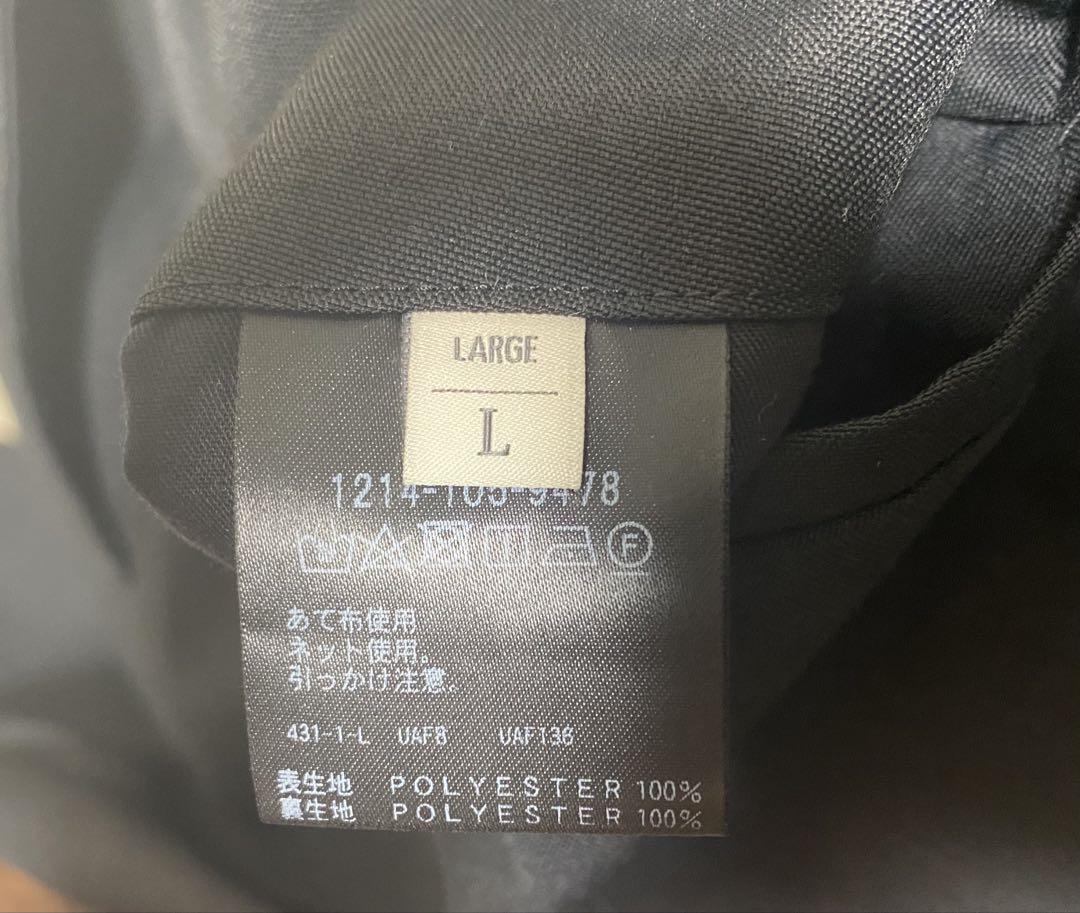 LARGE
L
1214-105-9478
F
あて布使用
ネット使用。
引っかけ注意。
431-1-L UAF8 UAF136
表生地 POLYESTER 100%
裏生地 POLYESTER 100%